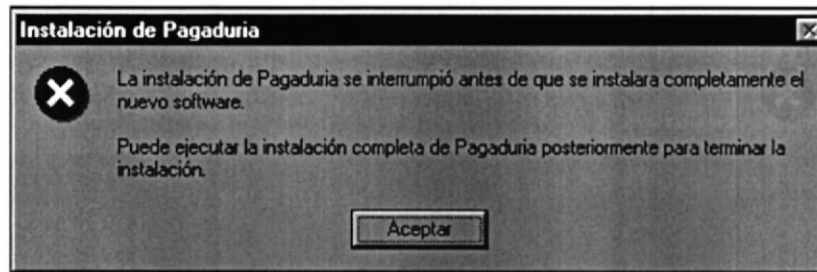 Instalación de Pagaduria
La instalación de Pagaduria se interrumpió antes de que se instalara completamente el
nuevo software.
Puede ejecutar la instalación completa de Pagaduria posteriormente para terminar la
instalación.
Aceptar